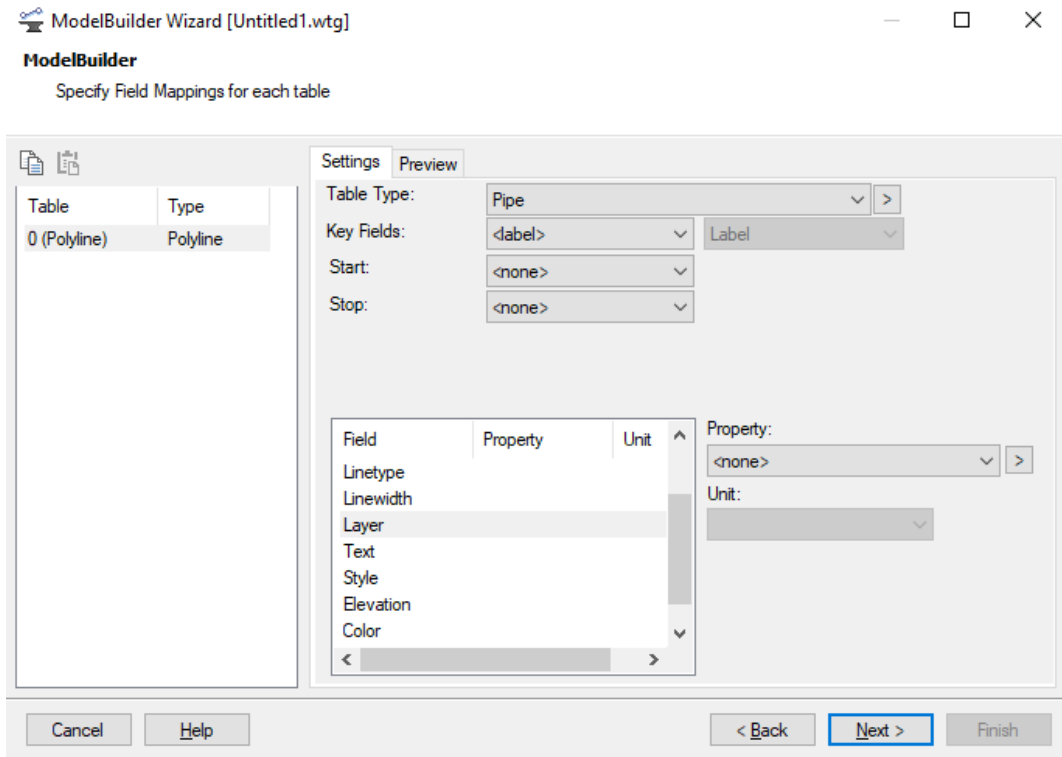 ModelBuilder Wizard [Untitled1.wtg]
ModelBuilder
Specify Field Mappings for each table
Settings Preview
Table Type
0 (Polyline) Polyline
Table Type: Pipe >
Key Fields: <label> Label
Start: <none>
Stop: <none>
Field Property Unit
Linetype
Linewidth
Layer
Text
Style
Elevation
Color
Property:
<none> >
Unit:
Cancel Help < Back Next > Finish